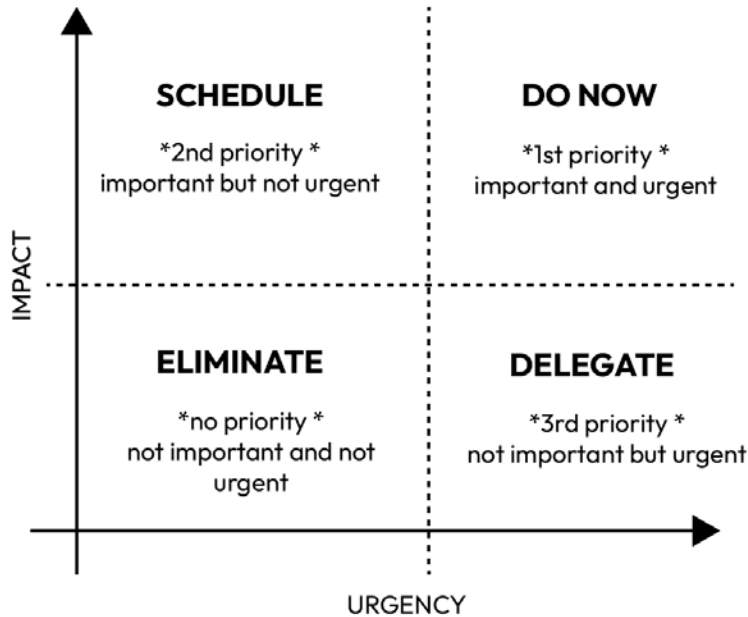 SCHEDULE
*2nd priority *
important but not urgent
DO NOW
*1st priority *
important and urgent
IMPACT
ELIMINATE
*no priority *
not important and not
urgent
DELEGATE
*3rd priority *
not important but urgent
URGENCY